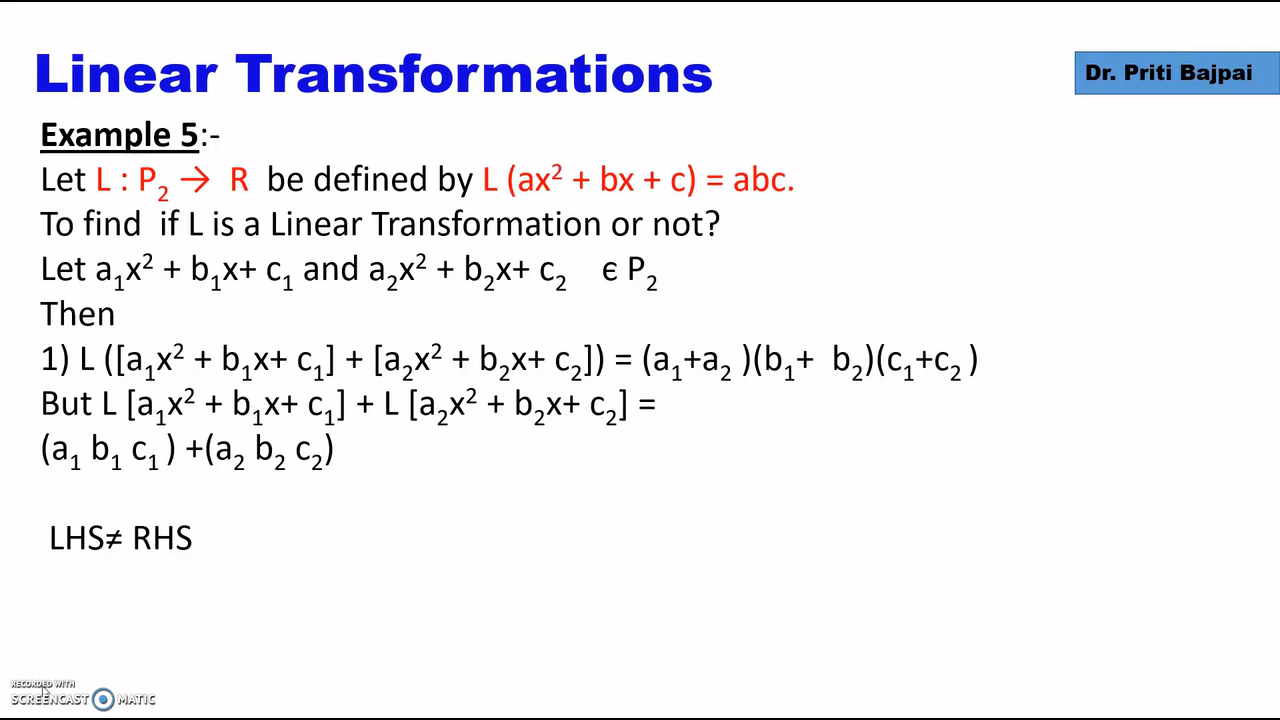 Linear Transformations
Dr. Priti Bajpai
Example 5:-
Let L : P₂ → R be defined by L (ax² + bx + c) = abc.
To find if L is a Linear Transformation or not?
Let a₁x² + b₁x+ c₁ and a₂x² + b₂x+ c₂ є P₂
Then
1) L ([a₁x² + b₁x+ c₁] + [a₂x² + b₂x+ c₂]) = (a₁+a₂ )(b₁+ b₂)(c₁+c₂ )
But L [a₁x² + b₁x+ c₁] + L [a₂x² + b₂x+ c₂] =
(a₁ b₁ c₁ ) +(a₂ b₂ c₂)
LHS≠ RHS
RECORDED WITH
SCREENCAST MATIC